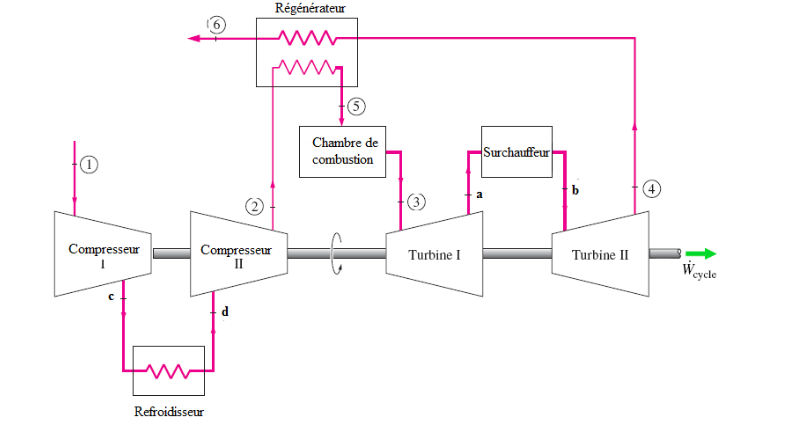 Régénérateur
6
5
Chambre de
combustion
Surchauffeur
1
2
3
a
b
4
Compresseur
I
Compresseur
II
Turbine I
Turbine II
Ẇcycle
c
d
Refroidisseur